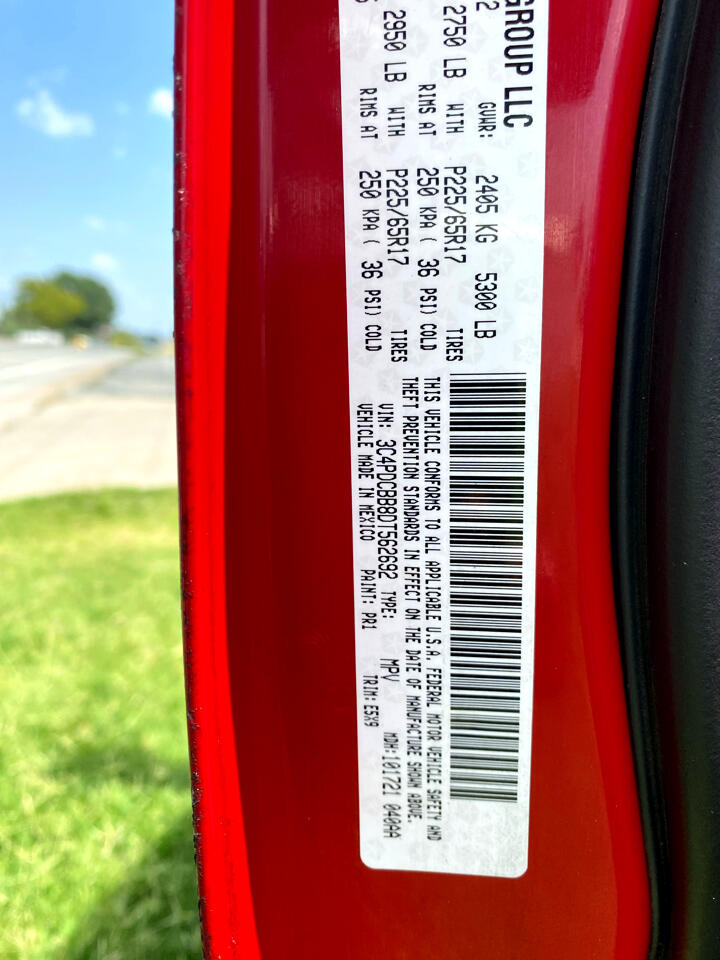 GROUP LLC
2 GVWR: 2405 KG 5300 LB
2750 LB WITH P225/65R17 TIRES
RIMS AT 250 KPA ( 36 PSI) COLD
2950 LB WITH P225/65R17 TIRES
RIMS AT 250 KPA ( 36 PSI) COLD
THIS VEHICLE CONFORMS TO ALL APPLICABLE U.S.A. FEDERAL MOTOR VEHICLE SAFETY AND
THEFT PREVENTION STANDARDS IN EFFECT ON THE DATE OF MANUFACTURE SHOWN ABOVE.
VIN: 3C4PDCBB8DT562692 TYPE: MPV MDH:101721 040AA
VEHICLE MADE IN MEXICO PAINT: PR1 TRIM: E5X9